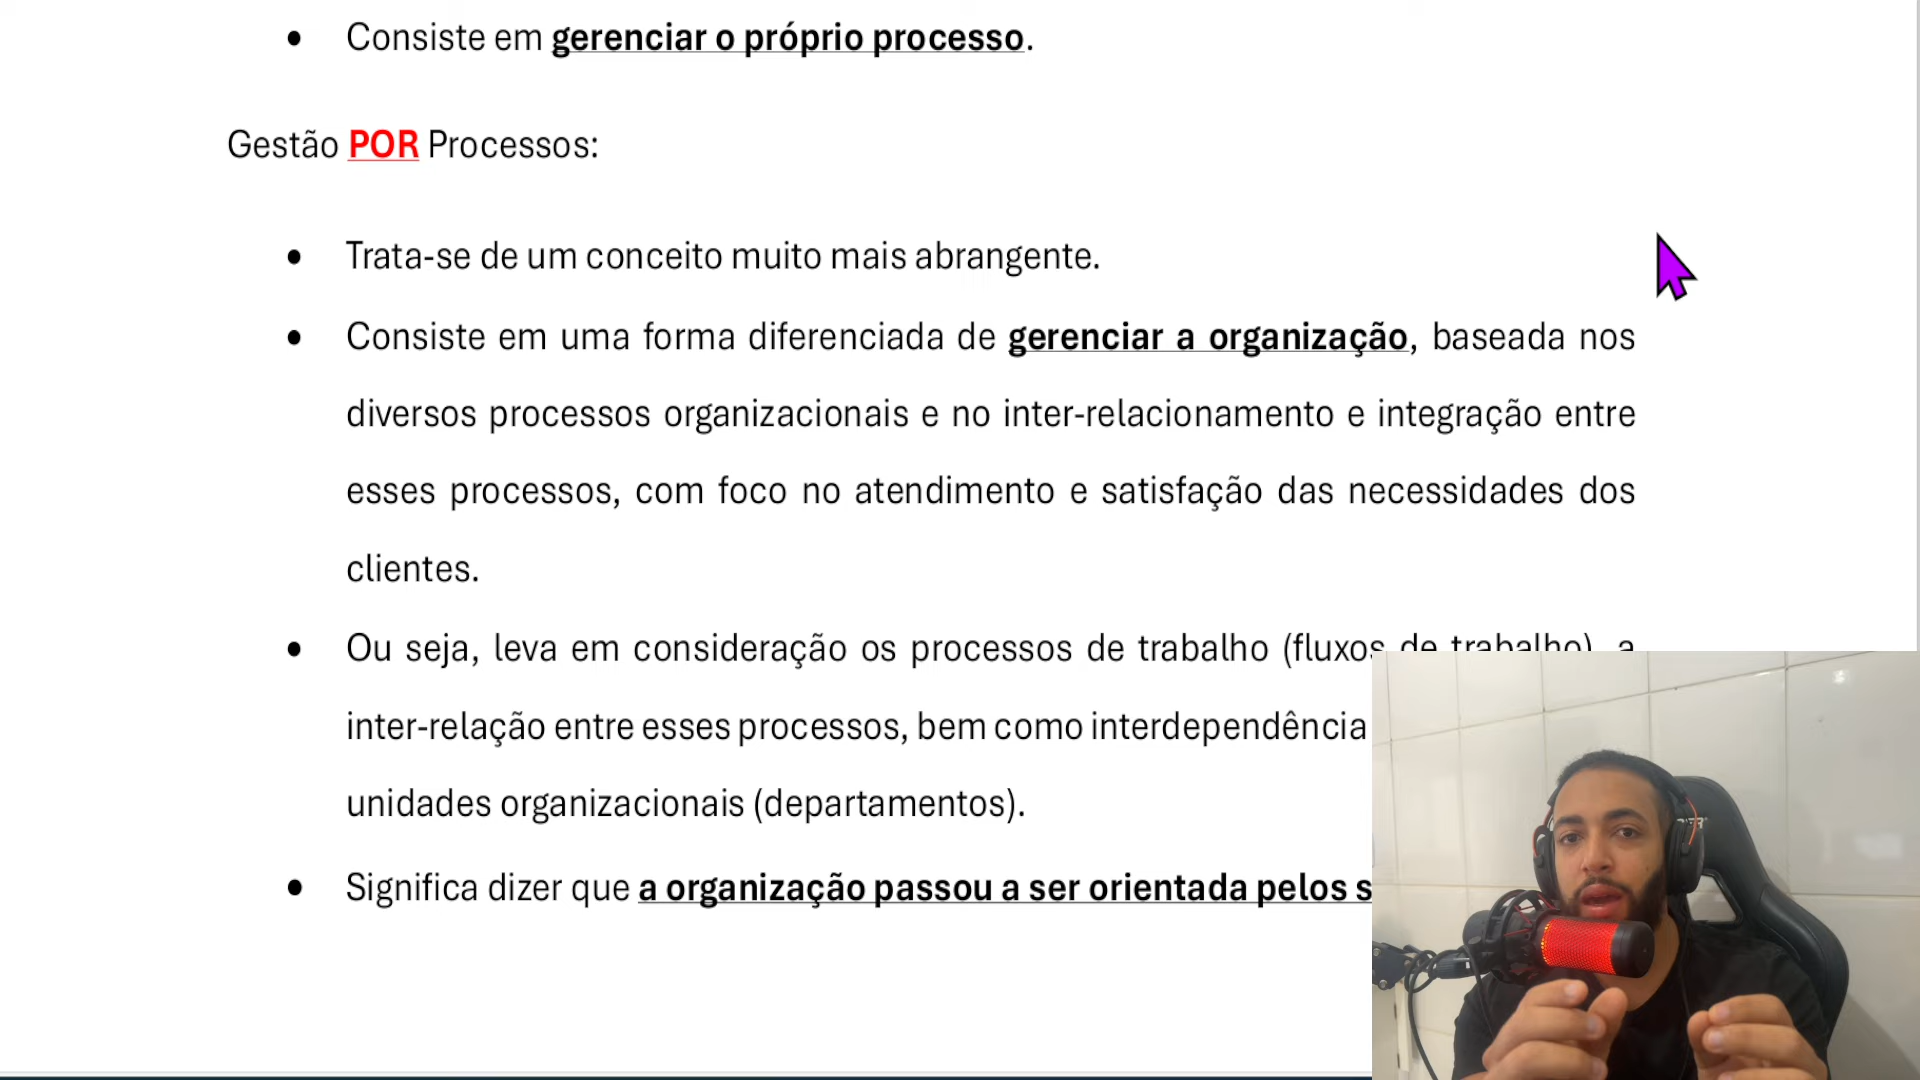 Consiste em gerenciar o próprio processo.
Gestão POR Processos:
Trata-se de um conceito muito mais abrangente.
Consiste em uma forma diferenciada de gerenciar a organização, baseada nos
diversos processos organizacionais e no inter-relacionamento e integração entre
esses processos, com foco no atendimento e satisfação das necessidades dos
clientes.
Ou seja, leva em consideração os processos de trabalho (fluxos de trabalho), a
inter-relação entre esses processos, bem como interdependência
unidades organizacionais (departamentos).
Significa dizer que a organização passou a ser orientada pelos s